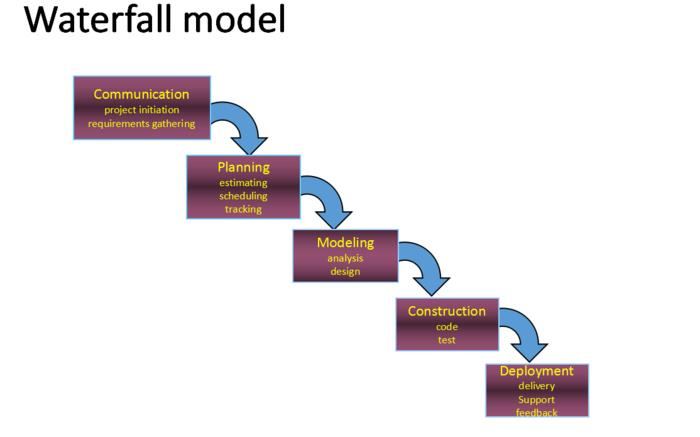 Waterfall model
Communication
project initiation
requirements gathering
Planning
estimating
scheduling
tracking
Modeling
analysis
design
Construction
code
test
Deployment
delivery
Support
feedback